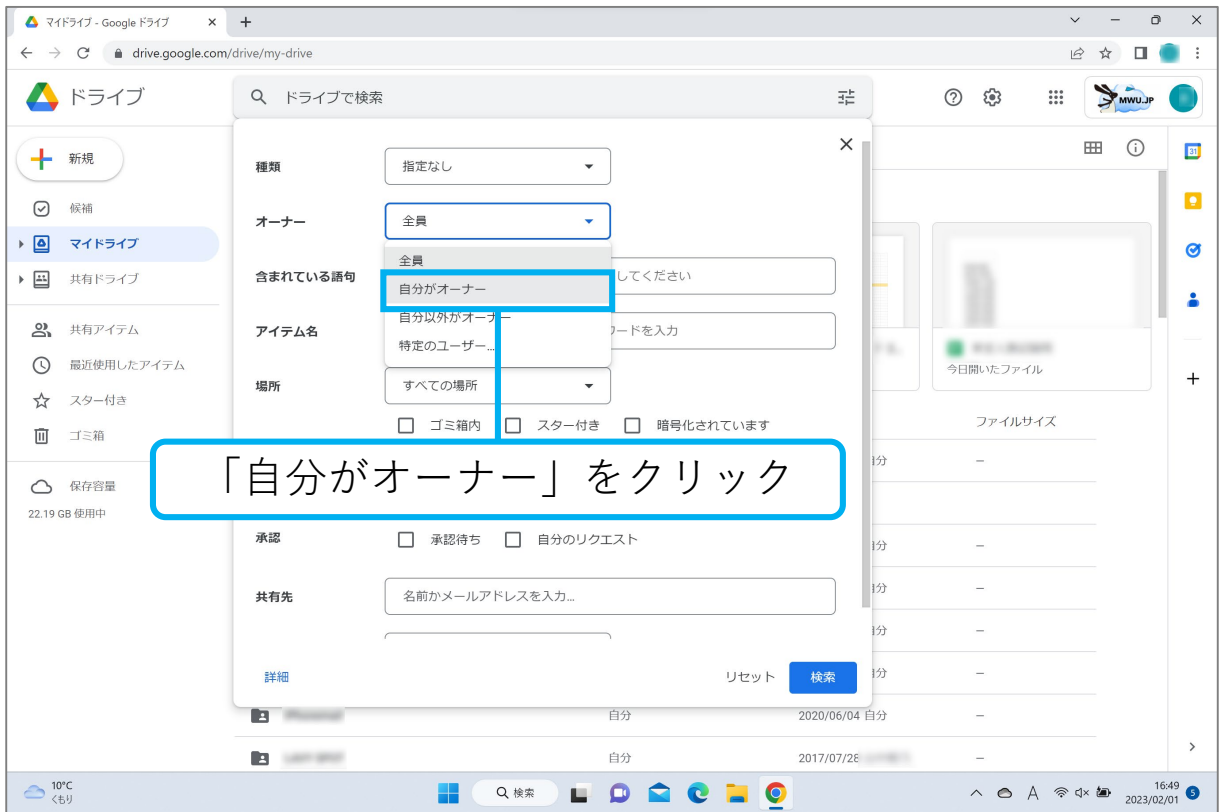 マイドライブ - Google ドライブ
drive.google.com/drive/my-drive
ドライブ
ドライブで検索
MWU.JP
新規
候補
マイドライブ
共有ドライブ
共有アイテム
最近使用したアイテム
スター付き
ゴミ箱
保存容量
22.19 GB 使用中
種類
指定なし
オーナー
全員
全員
自分がオーナー
自分以外がオーナー
特定のユーザー...
含まれている語句
してください
アイテム名
ードを入力
場所
すべての場所
ゴミ箱内
スター付き
暗号化されています
「自分がオーナー」をクリック
承認
承認待ち
自分のリクエスト
共有先
名前かメールアドレスを入力...
詳細
リセット
検索
31
今日開いたファイル
ファイルサイズ
自分 –
–
自分 –
自分 –
自分 –
自分 –
自分 2020/06/04 自分 –
自分 2017/07/28 –
10°C
くもり
検索
A
16:49
2023/02/01
5